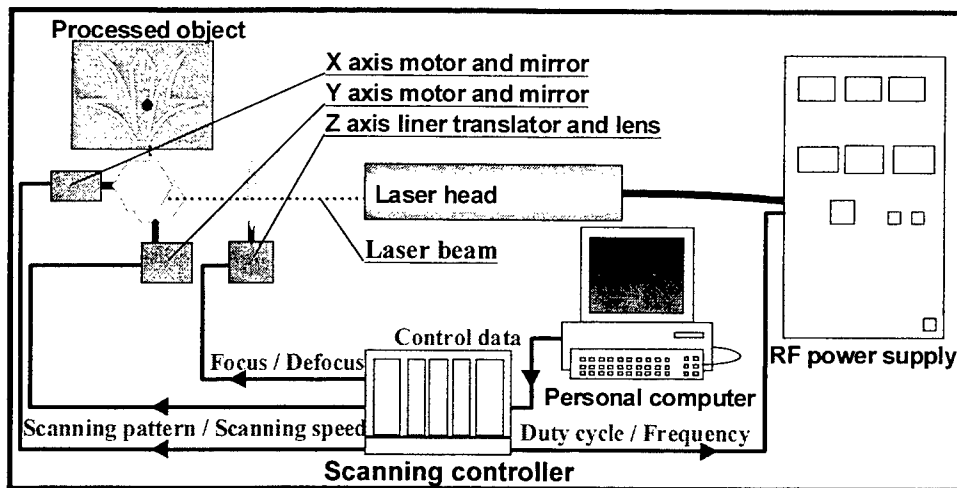 Processed object
X axis motor and mirror
Y axis motor and mirror
Z axis liner translator and lens
Laser head
Laser beam
Control data
RF power supply
Focus / Defocus
Personal computer
Scanning pattern / Scanning speed
Duty cycle / Frequency
Scanning controller